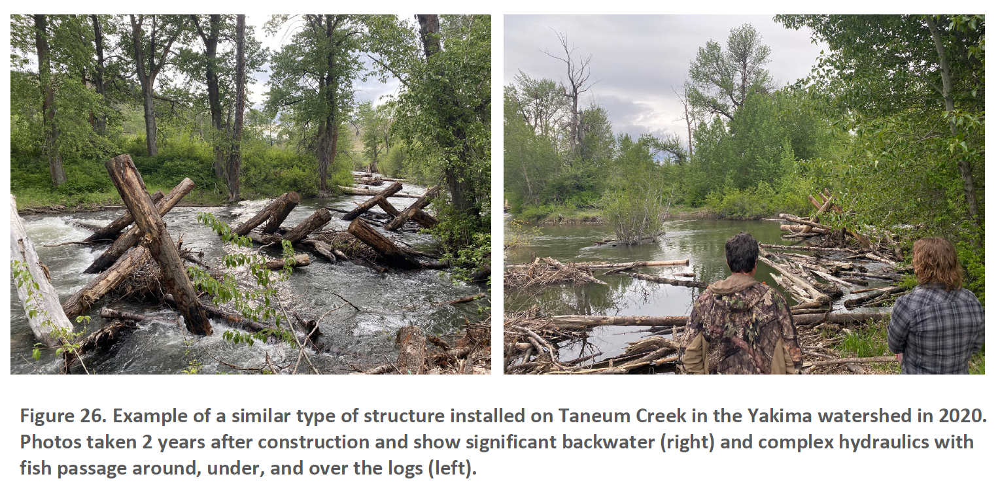 Figure 26. Example of a similar type of structure installed on Taneum Creek in the Yakima watershed in 2020.
Photos taken 2 years after construction and show significant backwater (right) and complex hydraulics with
fish passage around, under, and over the logs (left).